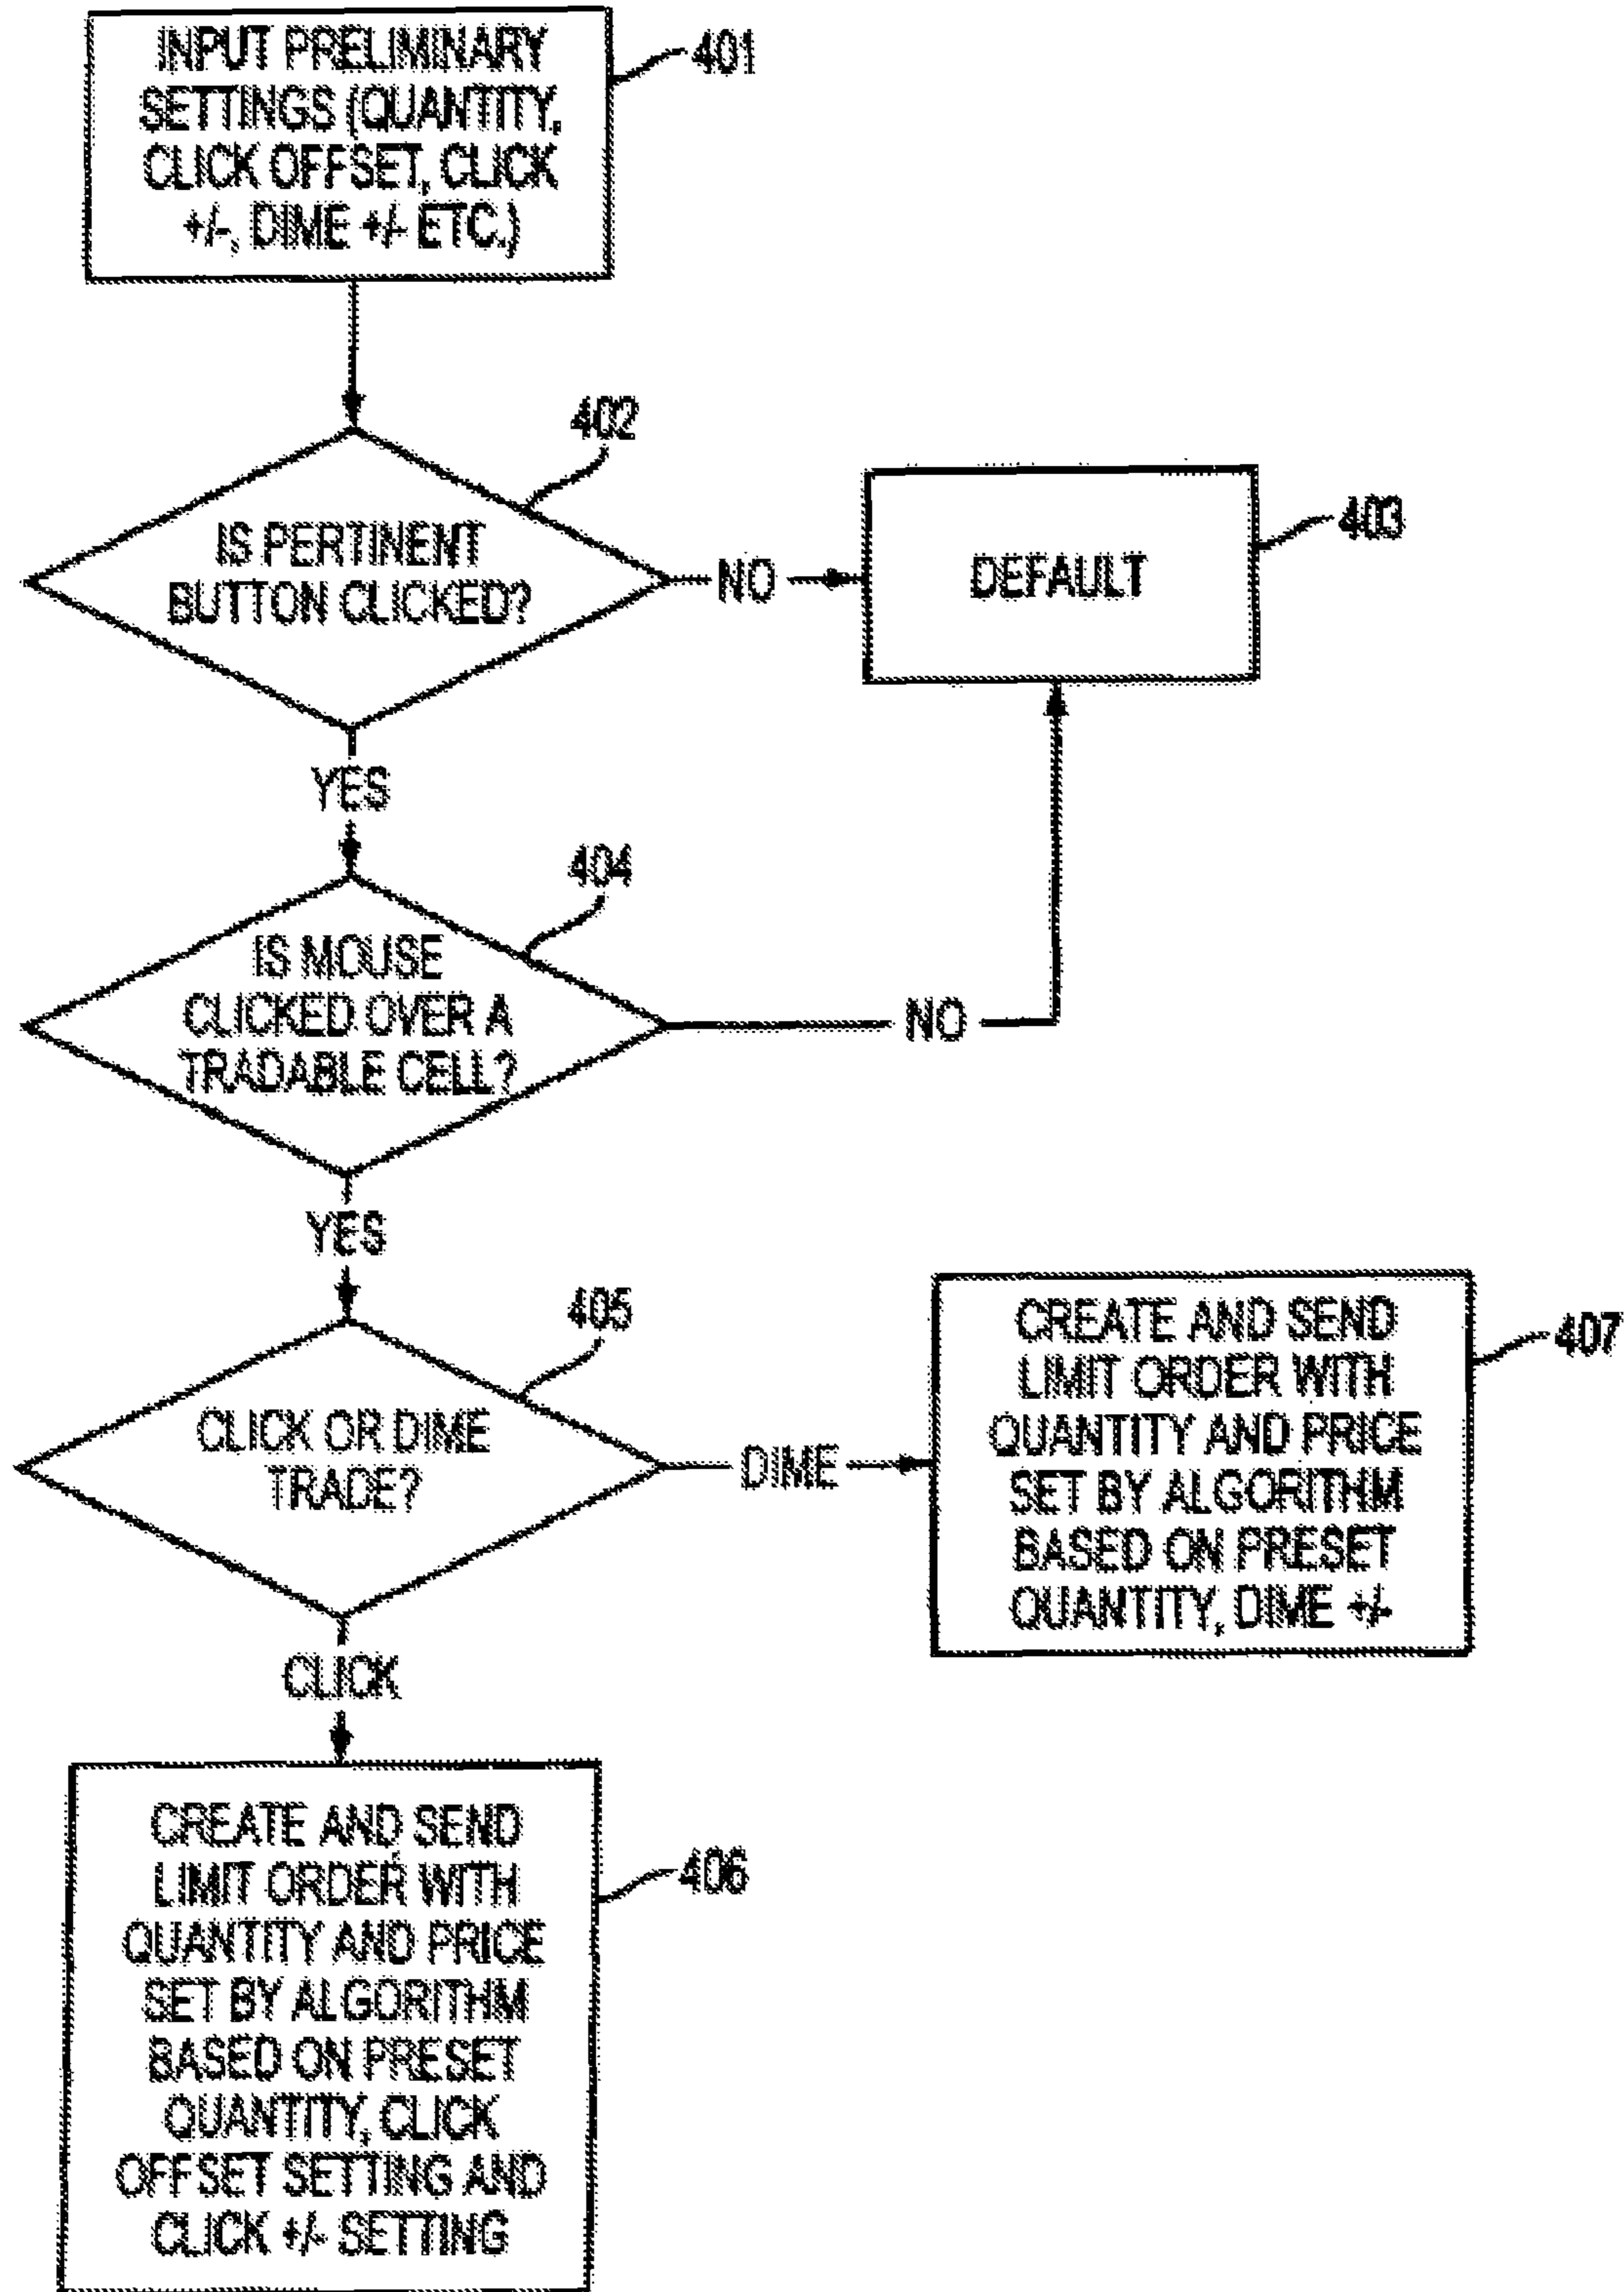 INPUT PRELIMINARY
SETTINGS (QUANTITY,
CLICK OFFSET, CLICK
+/-, DIME +/- ETC.)
401
402
IS PERTINENT
BUTTON CLICKED?
NO
DEFAULT
403
YES
404
IS MOUSE
CLICKED OVER A
TRADABLE CELL?
NO
YES
405
CLICK OR DIME
TRADE?
DIME
CREATE AND SEND
LIMIT ORDER WITH
QUANTITY AND PRICE
SET BY ALGORITHM
BASED ON PRESET
QUANTITY, DIME +/-
407
CLICK
CREATE AND SEND
LIMIT ORDER WITH
QUANTITY AND PRICE
SET BY ALGORITHM
BASED ON PRESET
QUANTITY, CLICK
OFFSET SETTING AND
CLICK +/- SETTING
406